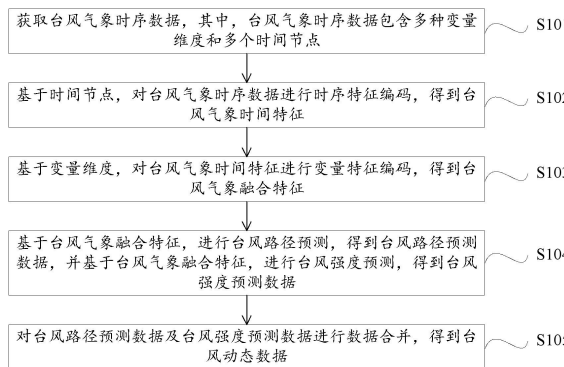 获取台风气象时序数据，其中，台风气象时序数据包含多种变量
维度和多个时间节点
S10
基于时间节点，对台风气象时序数据进行时序特征编码，得到台
风气象时间特征
S102
基于变量维度，对台风气象时间特征进行变量特征编码，得到台
风气象融合特征
S103
基于台风气象融合特征，进行台风路径预测，得到台风路径预测
数据，并基于台风气象融合特征，进行台风强度预测，得到台风
强度预测数据
S104
对台风路径预测数据及台风强度预测数据进行数据合并，得到台
风动态数据
S105